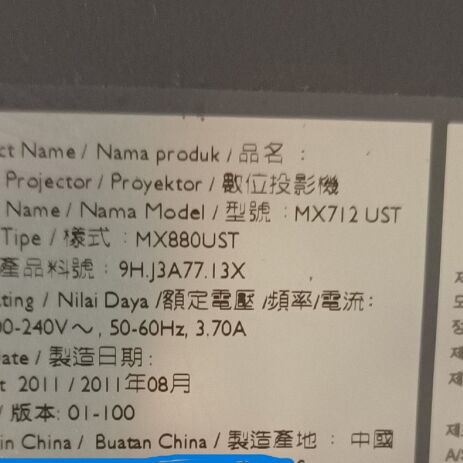 ct Name / Nama produk / 品名 :
Projector / Proyektor / 數位投影機
Name / Nama Model / 型號 : MX712 UST
Tipe / 樣式 : MX880UST
產品料號 : 9H.J3A77.13X
ting / Nilai Daya /額定電壓 /頻率/電流:
00-240V～, 50-60Hz, 3.70A
ate / 製造日期:
t 2011 / 2011年08月
/ 版本: 01-100
in China / Buatan China / 製造產地 : 中國
A/S